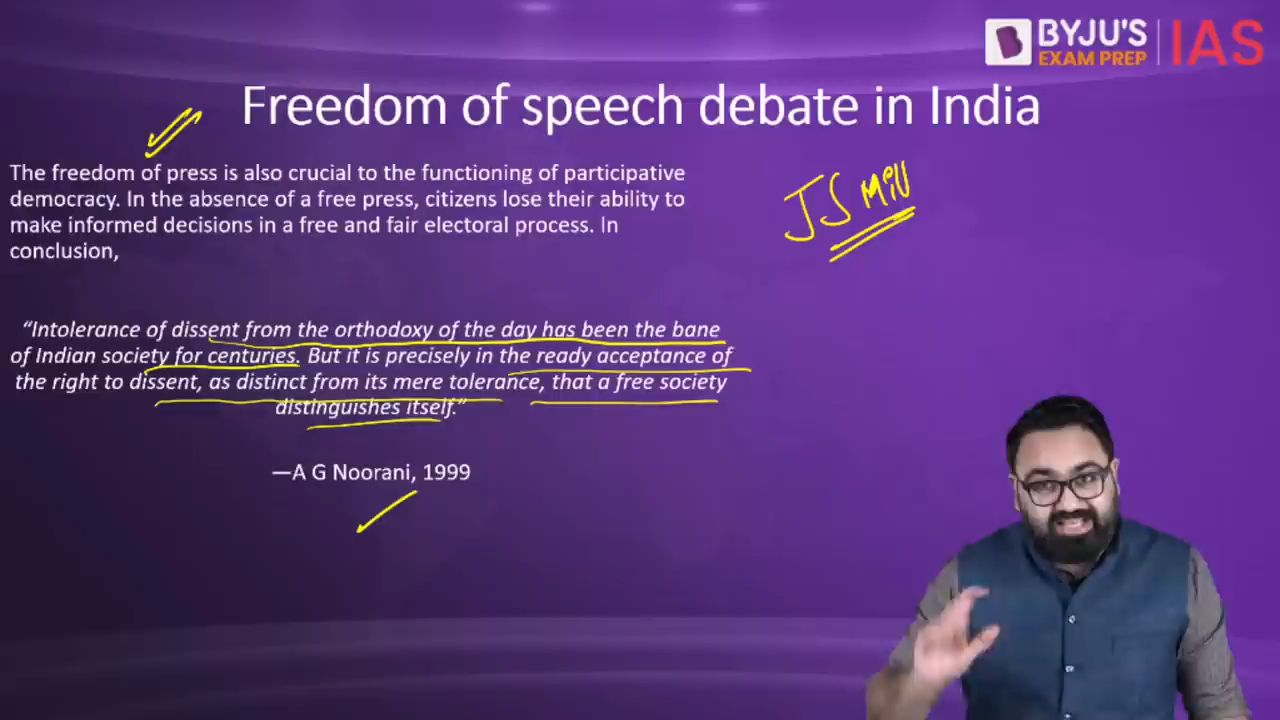 BYJU'S
EXAM PREP
IAS
Freedom of speech debate in India
The freedom of press is also crucial to the functioning of participative
democracy. In the absence of a free press, citizens lose their ability to
make informed decisions in a free and fair electoral process. In
conclusion,
JS Mill
“Intolerance of dissent from the orthodoxy of the day has been the bane
of Indian society for centuries. But it is precisely in the ready acceptance of
the right to dissent, as distinct from its mere tolerance, that a free society
distinguishes itself.”
—A G Noorani, 1999